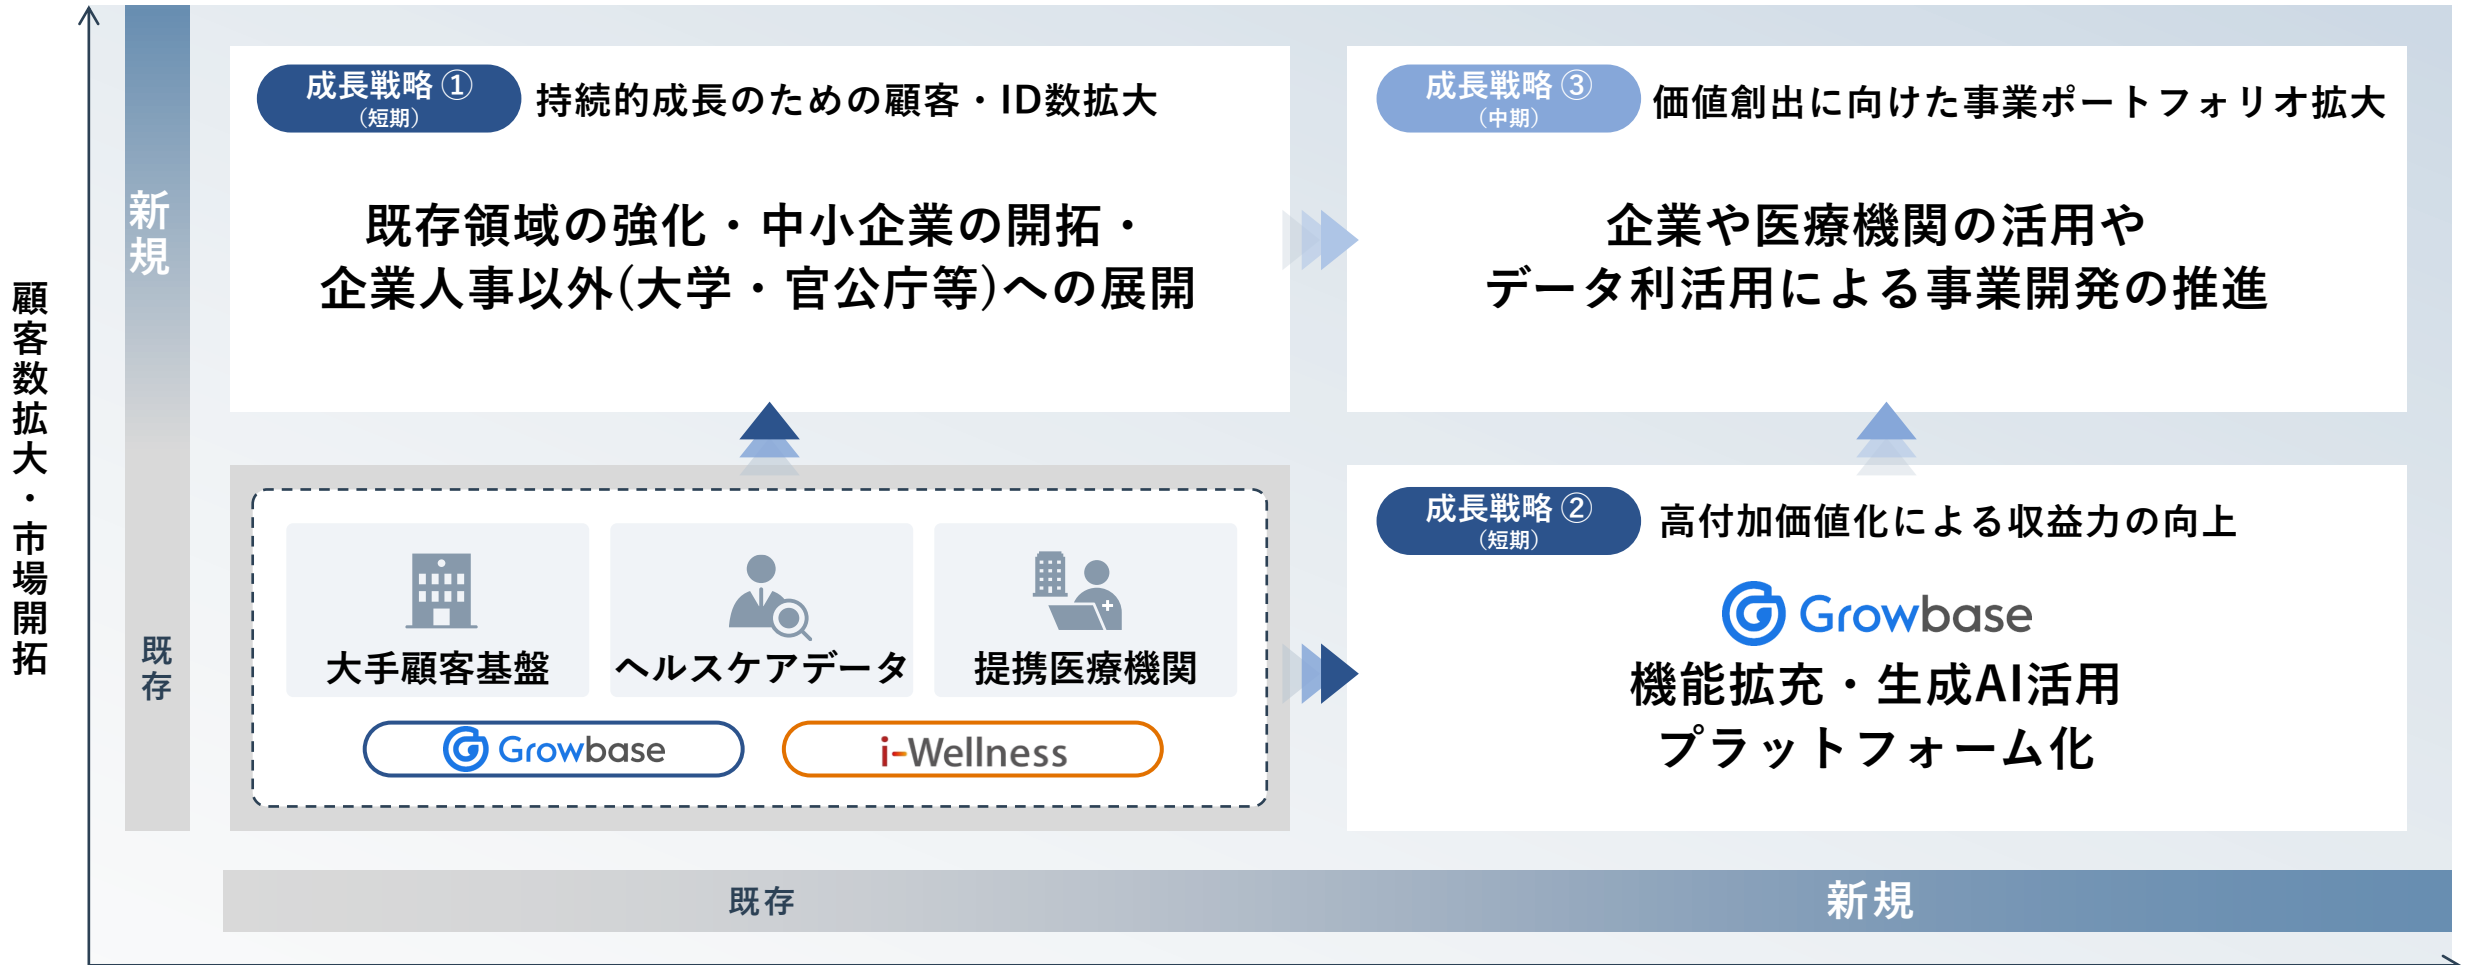 顧客数拡大・市場開拓
新規
既存
成長戦略 ①
（短期）
持続的成長のための顧客・ID数拡大
既存領域の強化・中小企業の開拓・
企業人事以外(大学・官公庁等)への展開
成長戦略 ③
（中期）
価値創出に向けた事業ポートフォリオ拡大
企業や医療機関の活用や
データ利活用による事業開発の推進
大手顧客基盤
ヘルスケアデータ
提携医療機関
Growbase
i-Wellness
成長戦略 ②
（短期）
高付加価値化による収益力の向上
Growbase
機能拡充・生成AI活用
プラットフォーム化
既存
新規